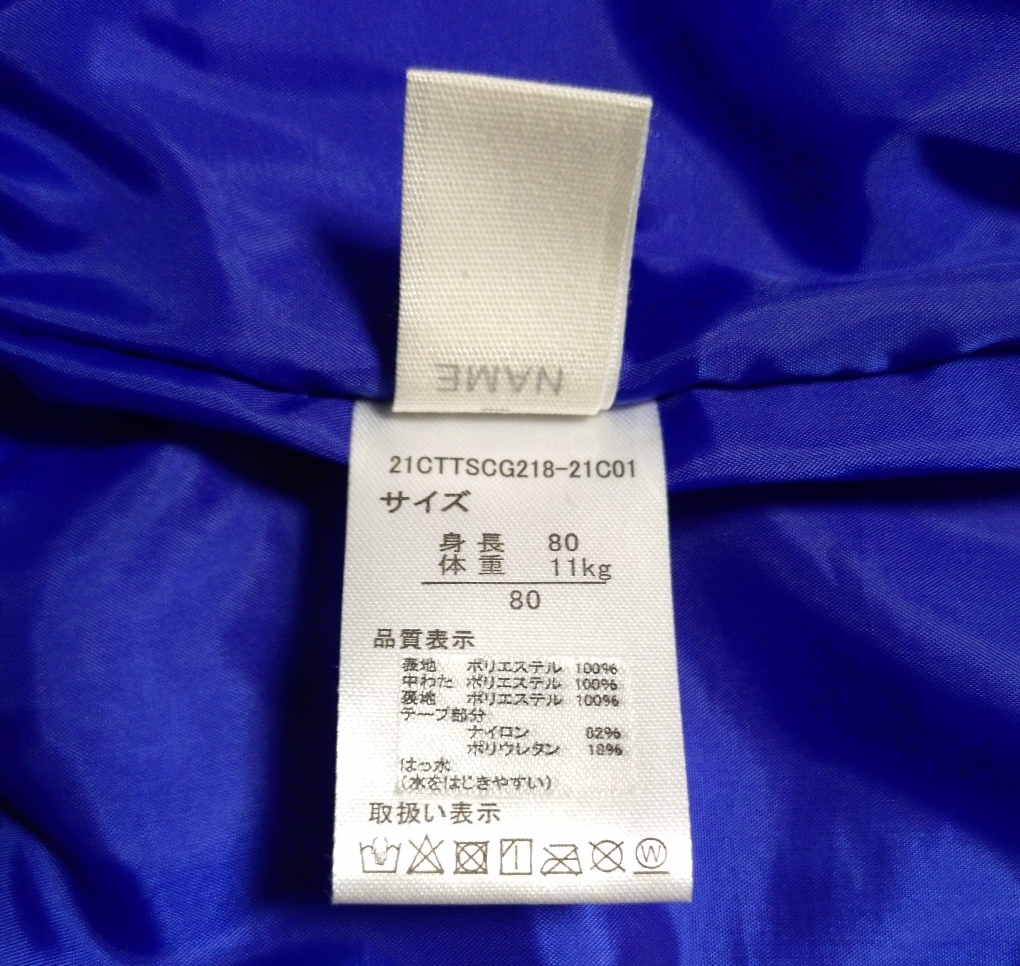 NAME
21CTTSCG218-21C01
サイズ
身長 80
体重 11kg
80
品質表示
表地 ポリエステル 100%
中わた ポリエステル 100%
裏地 ポリエステル 100%
テープ部分
ナイロン 82%
ポリウレタン 18%
はっ水
(水をはじきやすい)
取扱い表示
W